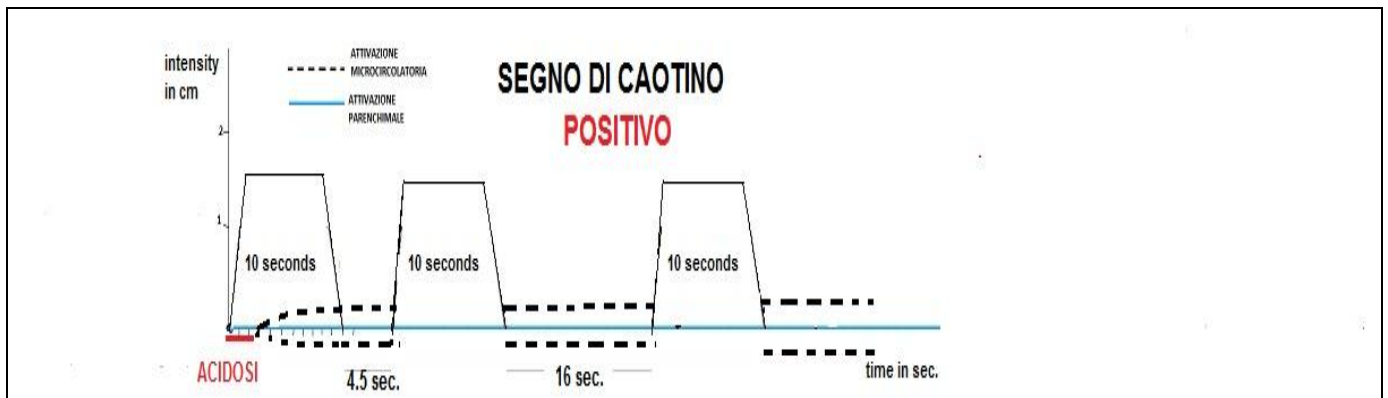 intensity
in cm
ATTIVAZIONE
MICROCIRCOLATORIA
ATTIVAZIONE
PARENCHIMALE
SEGNO DI CAOTINO
POSITIVO
2
1
10 seconds
10 seconds
10 seconds
ACIDOSI
4.5 sec.
16 sec.
time in sec.